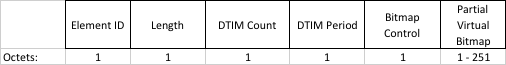 Element ID Length DTIM Count DTIM Period Bitmap Control Partial Virtual Bitmap
Octets: 1 1 1 1 1 1 - 251